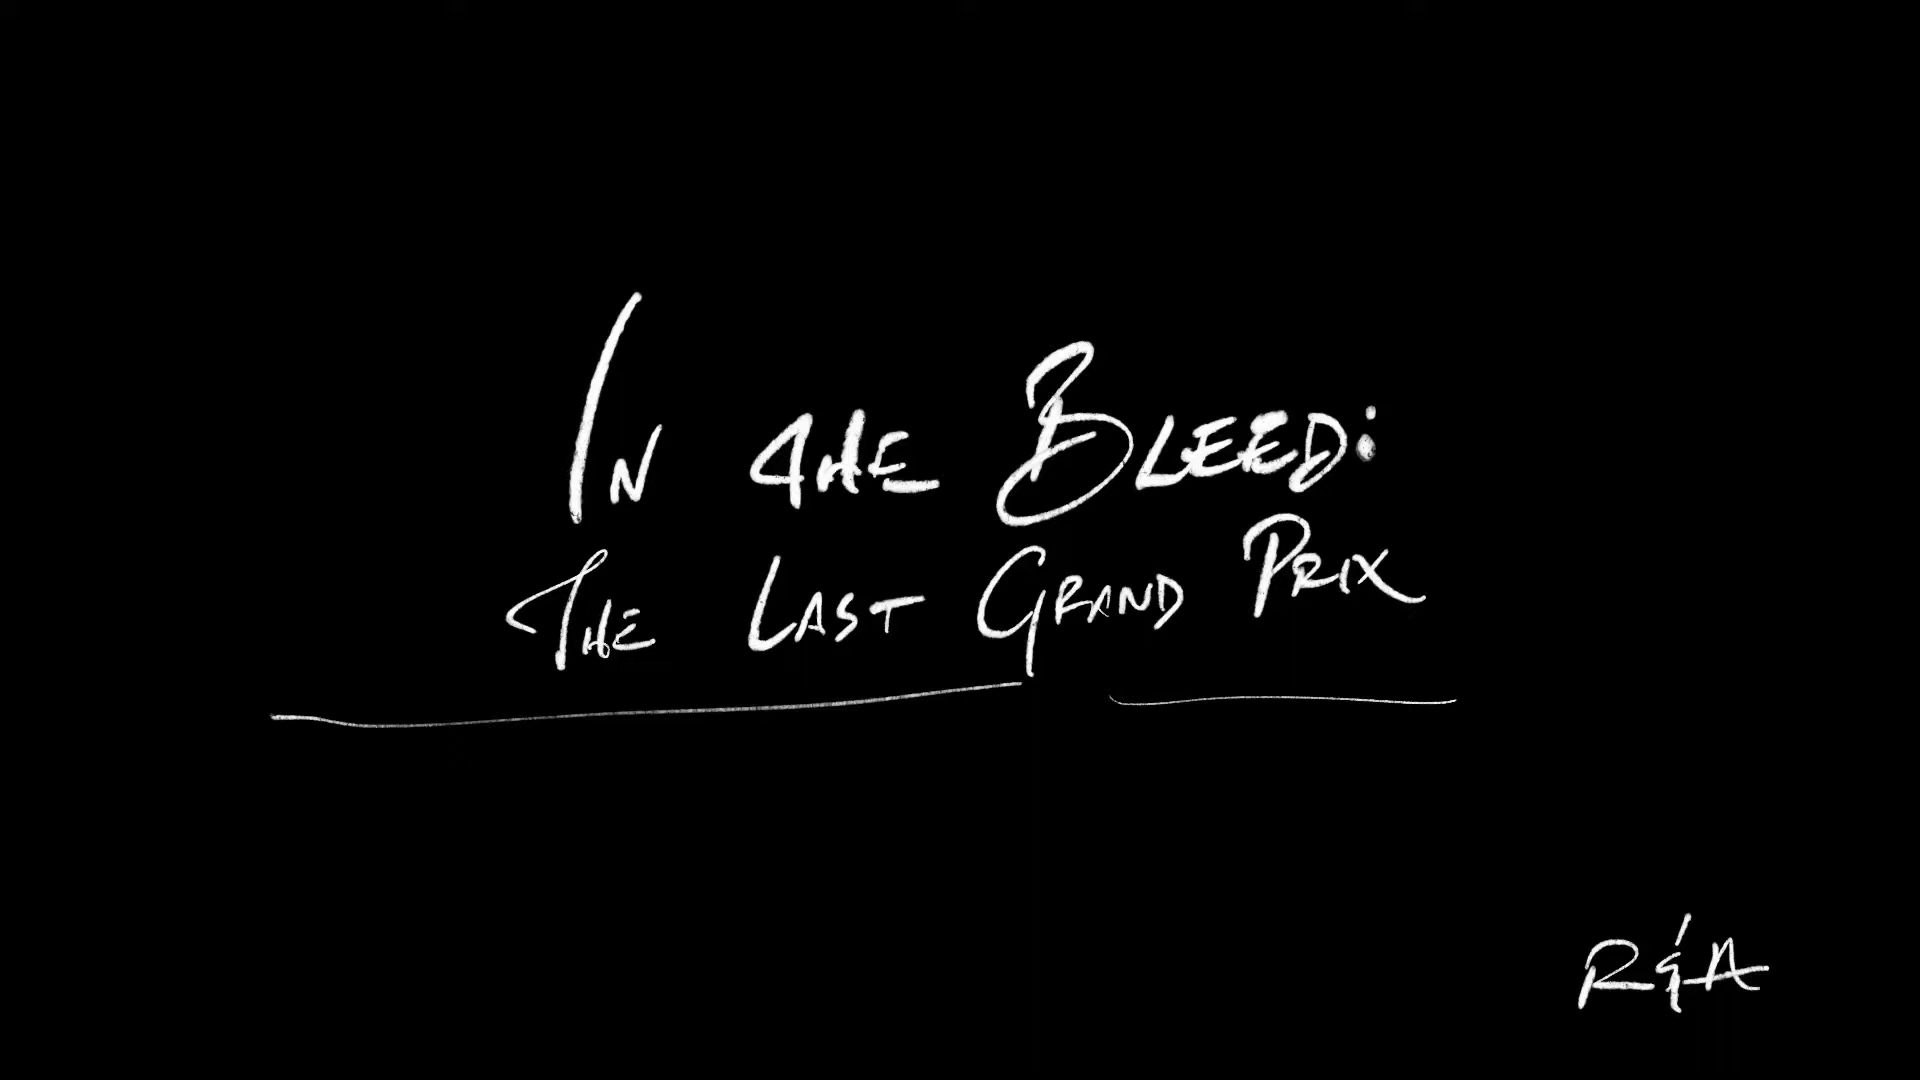 In the Bleed:
The Last Grand Prix
R&A